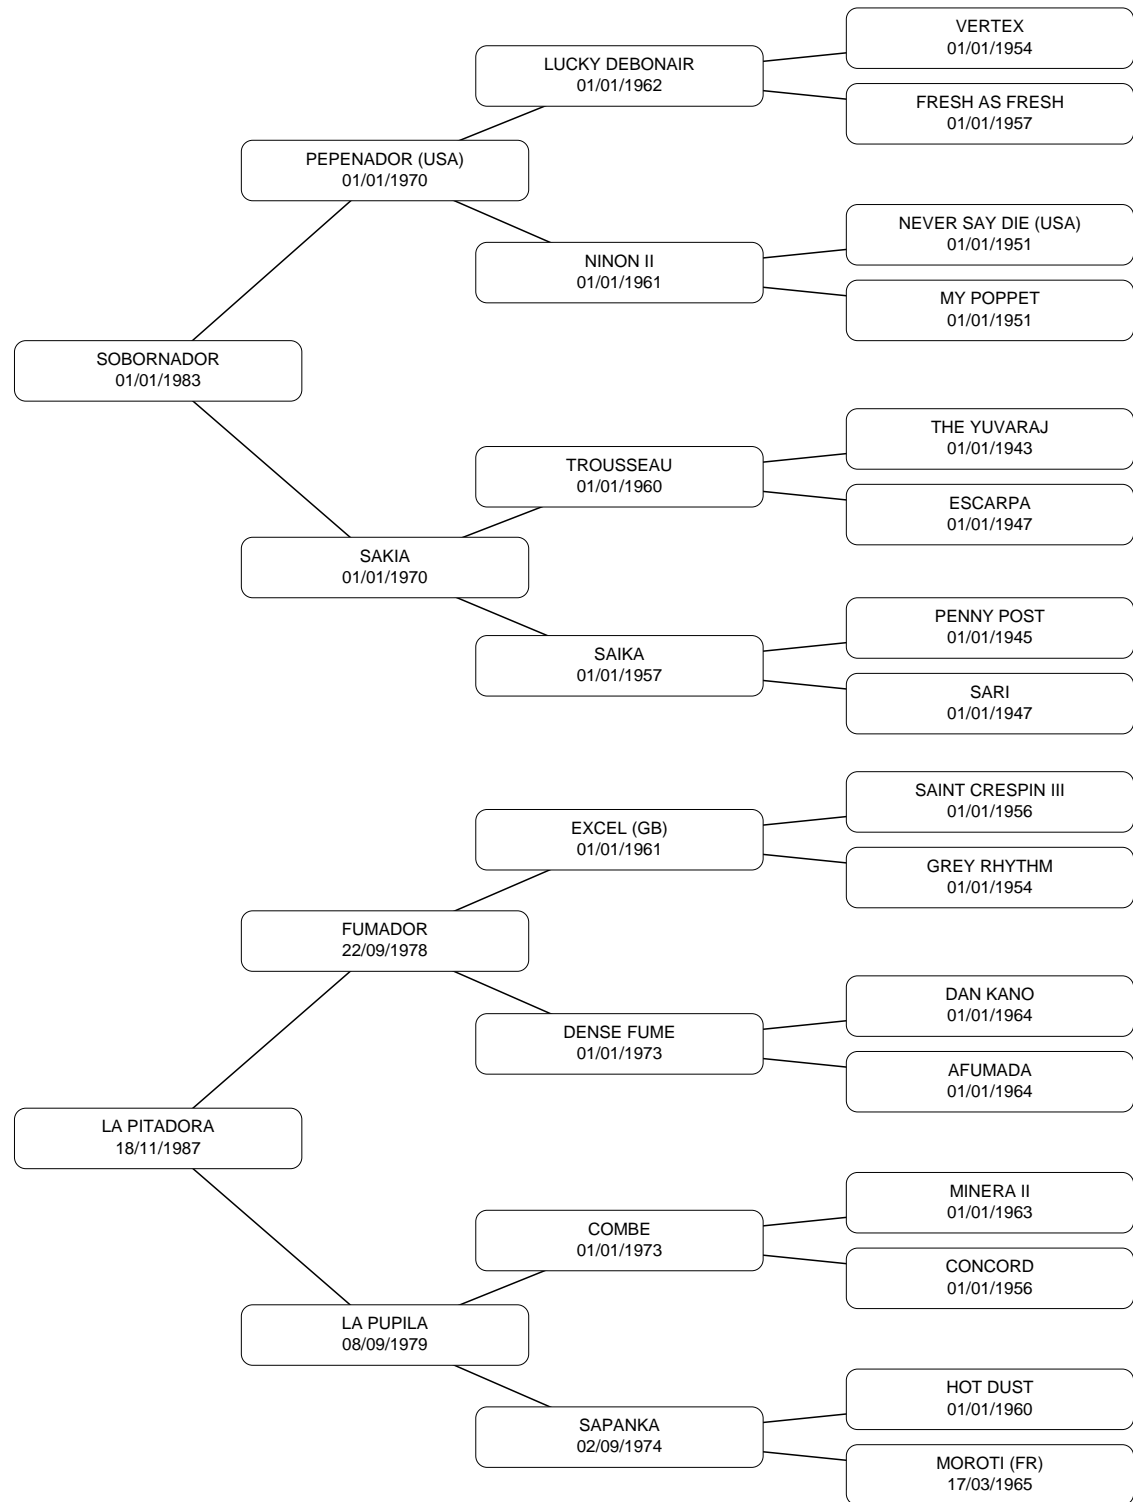 VERTEX
01/01/1954
LUCKY DEBONAIR
01/01/1962
FRESH AS FRESH
01/01/1957
PEPENADOR (USA)
01/01/1970
NEVER SAY DIE (USA)
01/01/1951
NINON II
01/01/1961
MY POPPET
01/01/1951
SOBORNADOR
01/01/1983
THE YUVARAJ
01/01/1943
TROUSSEAU
01/01/1960
ESCARPA
01/01/1947
SAKIA
01/01/1970
PENNY POST
01/01/1945
SAIKA
01/01/1957
SARI
01/01/1947
SAINT CRESPIN III
01/01/1956
EXCEL (GB)
01/01/1961
GREY RHYTHM
01/01/1954
FUMADOR
22/09/1978
DAN KANO
01/01/1964
DENSE FUME
01/01/1973
AFUMADA
01/01/1964
LA PITADORA
18/11/1987
MINERA II
01/01/1963
COMBE
01/01/1973
CONCORD
01/01/1956
LA PUPILA
08/09/1979
HOT DUST
01/01/1960
SAPANKA
02/09/1974
MOROTI (FR)
17/03/1965